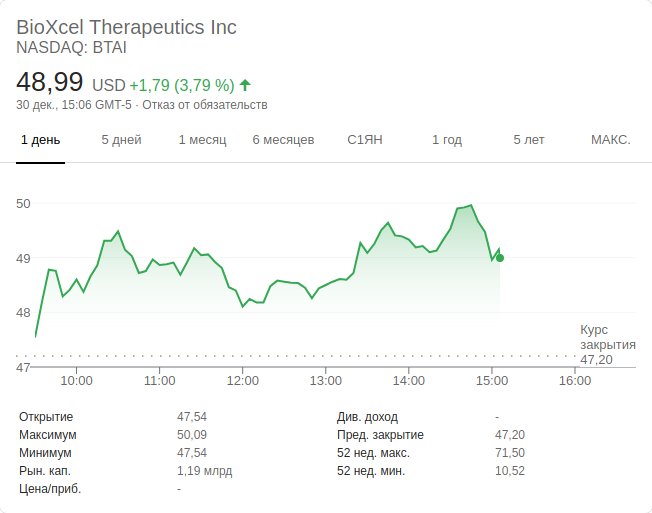 BioXcel Therapeutics Inc
NASDAQ: BTAI
48,99 USD +1,79 (3,79 %)
30 дек., 15:06 GMT-5 · Отказ от обязательств
1 день 5 дней 1 месяц 6 месяцев С1ЯН 1 год 5 лет МАКС.
50
49
48
Курс
закрытия
47,20
47
10:00 11:00 12:00 13:00 14:00 15:00 16:00
Открытие 47,54 Див. доход -
Максимум 50,09 Пред. закрытие 47,20
Минимум 47,54 52 нед. макс. 71,50
Рын. кап. 1,19 млрд 52 нед. мин. 10,52
Цена/приб. -